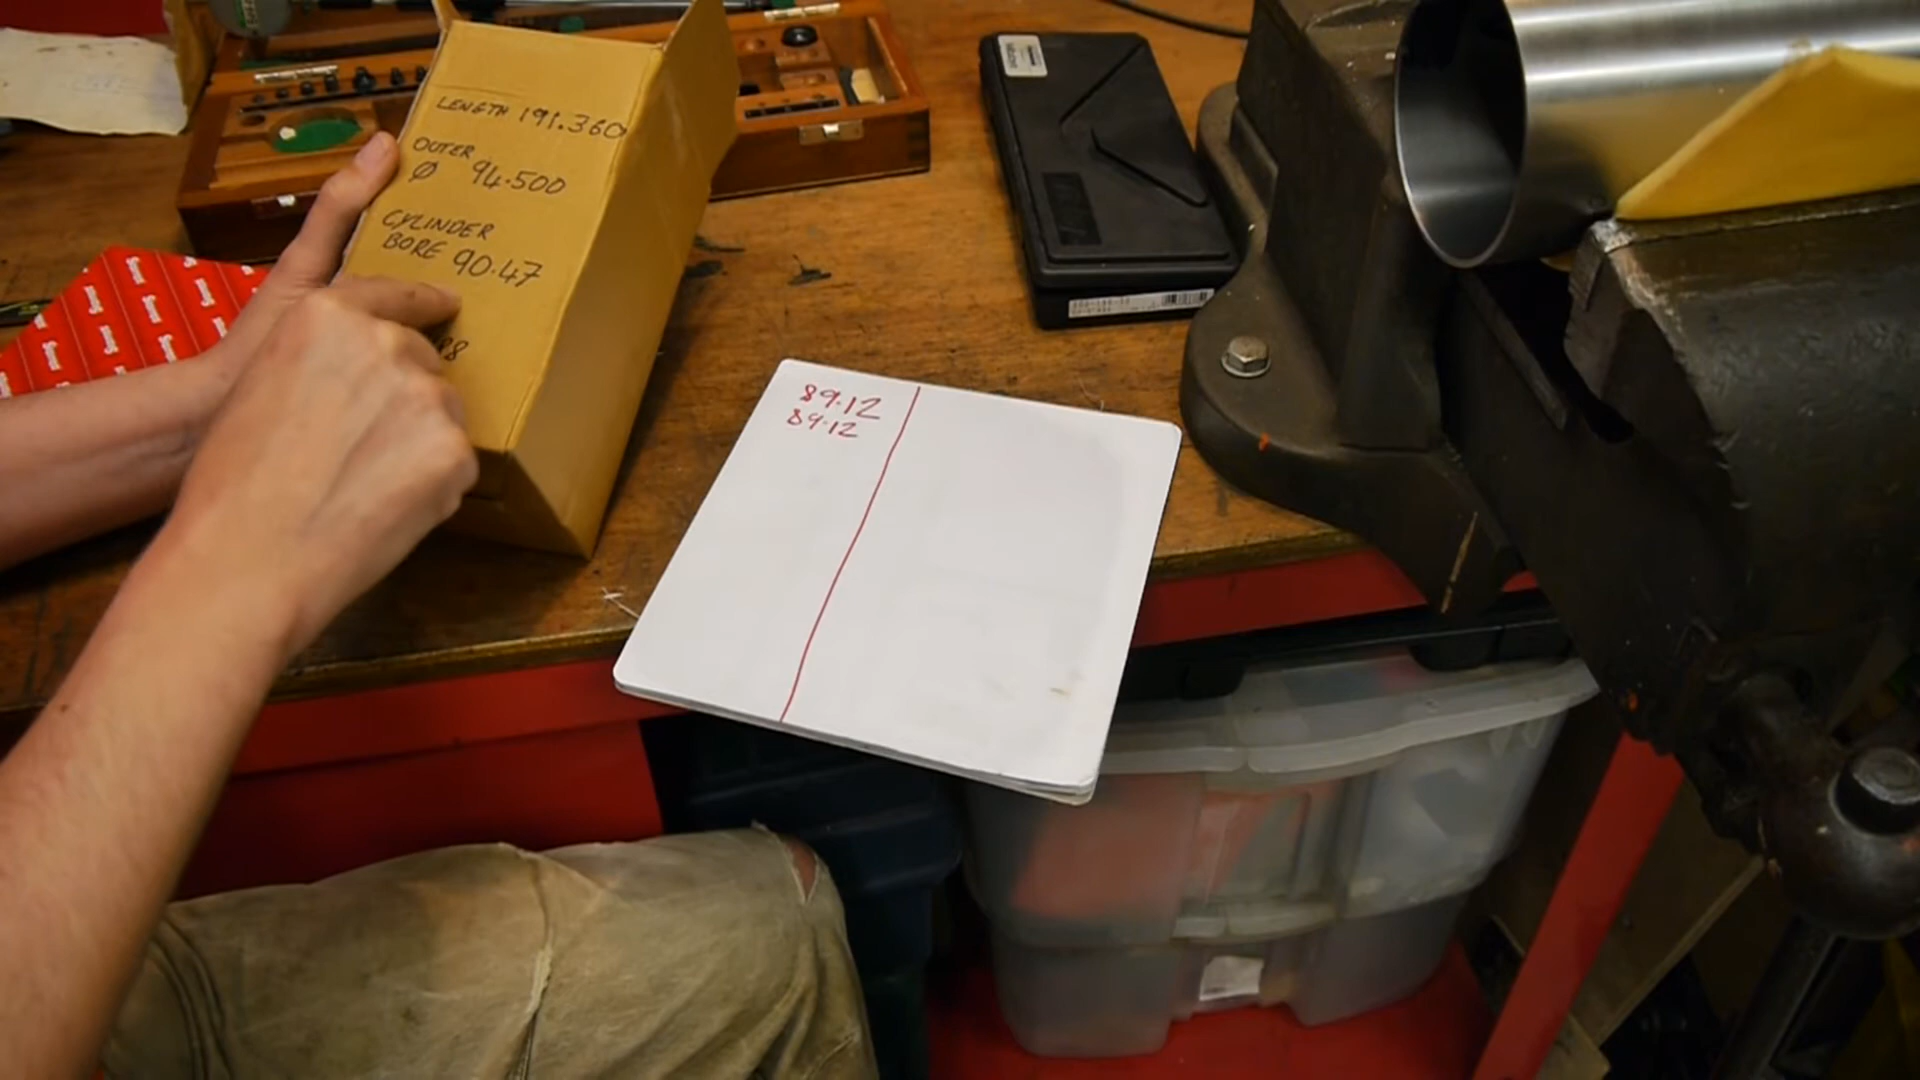 LENGTH 191.360
OUTER
Ø 94.500
CYLINDER
BORE 90.47
89.12
89.12